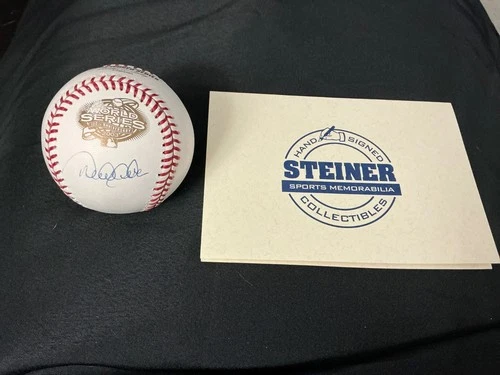 WORLD
SERIES
HAND SIGNED
STEINER
SPORTS MEMORABILIA
COLLECTIBLES